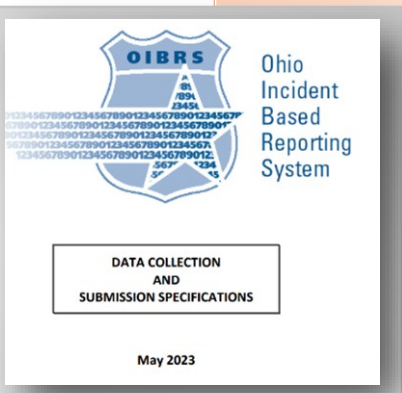 OIBRS
Ohio
Incident
Based
Reporting
System
DATA COLLECTION
AND
SUBMISSION SPECIFICATIONS
May 2023